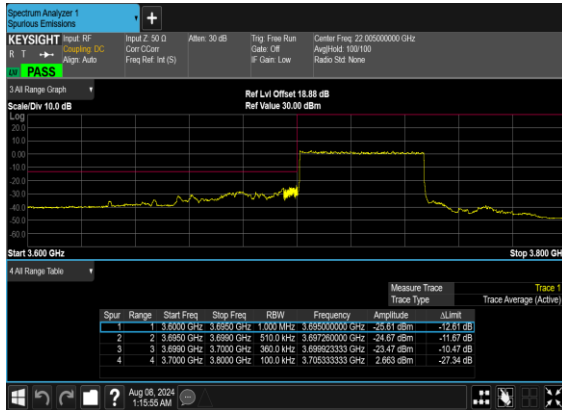 Spectrum Analyzer 1
Spurious Emissions
+
KEYSIGHT Input: RF Input Z: 50 Ω Atten: 30 dB Trig: Free Run Center Freq: 22.005000000 GHz
R T Coupling: DC Corr CCorr Gate: Off Avg|Hold: 100/100
Align: Auto Freq Ref: Int (S) IF Gain: Low Radio Std: None
LXI PASS
3 All Range Graph
Ref Lvl Offset 18.88 dB
Scale/Div 10.0 dB Ref Value 30.00 dBm
Log
20.0
10.0
0.00
-10.0
-20.0
-30.0
-40.0
-50.0
-60.0
Start 3.600 GHz Stop 3.800 GH
4 All Range Table
Measure Trace Trace 1
Trace Type Trace Average (Active)
Spur Range Start Freq Stop Freq RBW Frequency Amplitude ΔLimit
1 1 3.6000 GHz 3.6950 GHz 1.000 MHz 3.695000000 GHz -25.61 dBm -12.61 dB
2 2 3.6950 GHz 3.6990 GHz 510.0 kHz 3.697260000 GHz -24.67 dBm -11.67 dB
3 3 3.6990 GHz 3.7000 GHz 360.0 kHz 3.699923333 GHz -23.47 dBm -10.47 dB
4 4 3.7000 GHz 3.8000 GHz 100.0 kHz 3.705333333 GHz 2.663 dBm -27.34 dB
? Aug 08, 2024
1:15:55 AM